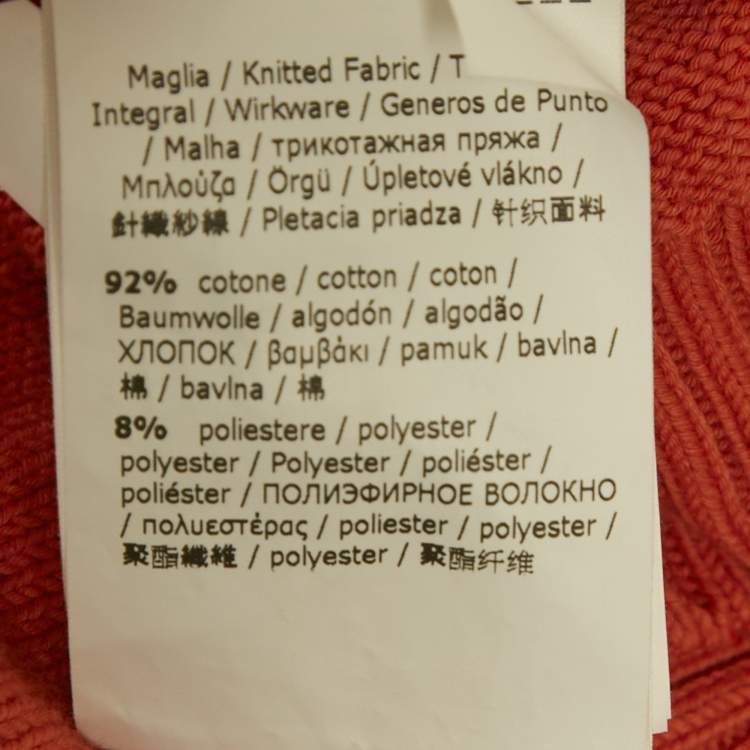 Maglia / Knitted Fabric / T
Integral / Wirkware / Generos de Punto
/ Malha / трикотажная пряжа /
Μπλούζα / Örgü / Úpletové vlákno /
針織紗線 / Pletacia priadza / 针织面料
92% cotone / cotton / coton /
Baumwolle / algodón / algodão /
ХЛОПОК / βαμβάκι / pamuk / bavlna /
棉 / bavlna / 棉
8% poliestere / polyester /
polyester / Polyester / poliéster /
poliéster / ПОЛИЭФИРНОЕ ВОЛОКНО
/ πολυεστέρας / poliester / polyester /
聚酯纖維 / polyester / 聚酯纤维